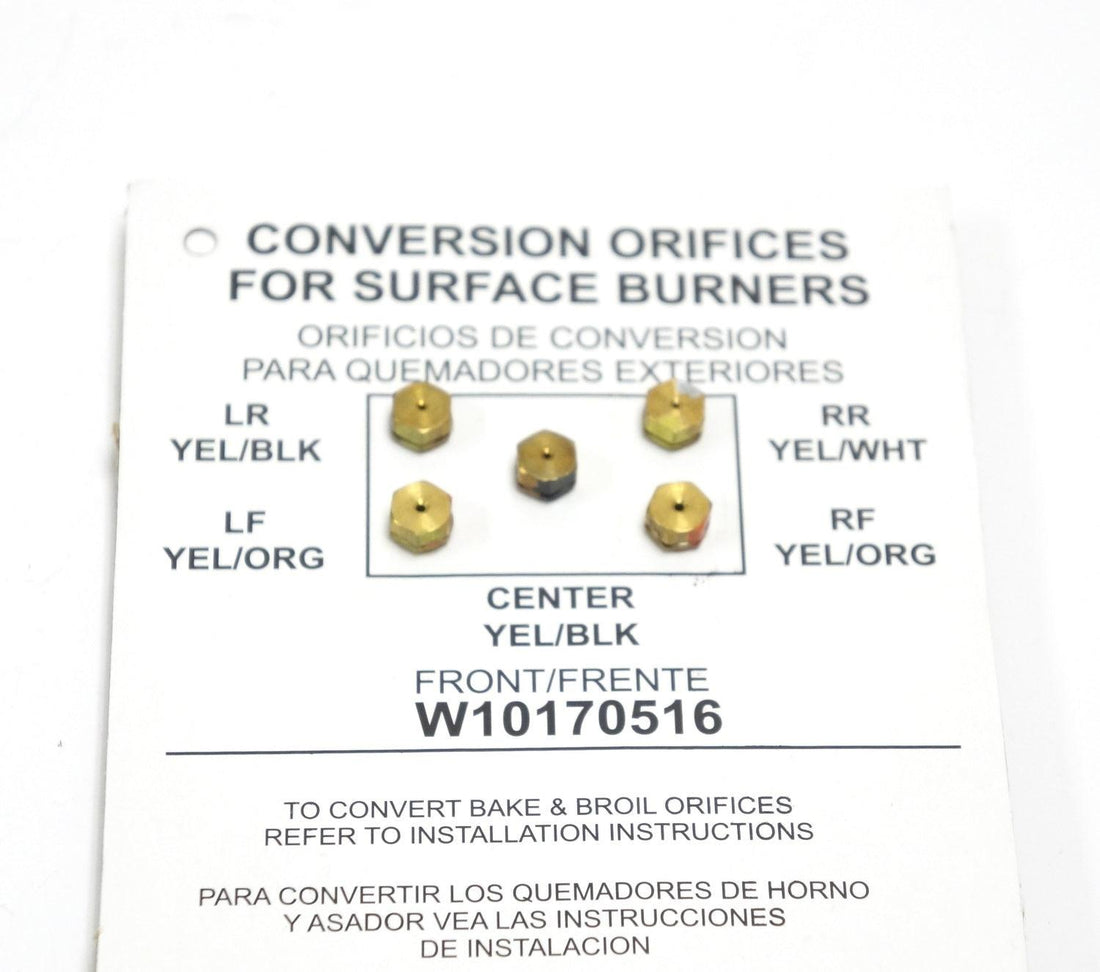 CONVERSION ORIFICES
FOR SURFACE BURNERS
ORIFICIOS DE CONVERSION
PARA QUEMADORES EXTERIORES
LR
YEL/BLK
RR
YEL/WHT
LF
YEL/ORG
RF
YEL/ORG
CENTER
YEL/BLK
FRONT/FRENTE
W10170516
TO CONVERT BAKE & BROIL ORIFICES
REFER TO INSTALLATION INSTRUCTIONS
PARA CONVERTIR LOS QUEMADORES DE HORNO
Y ASADOR VEA LAS INSTRUCCIONES
DE INSTALACION